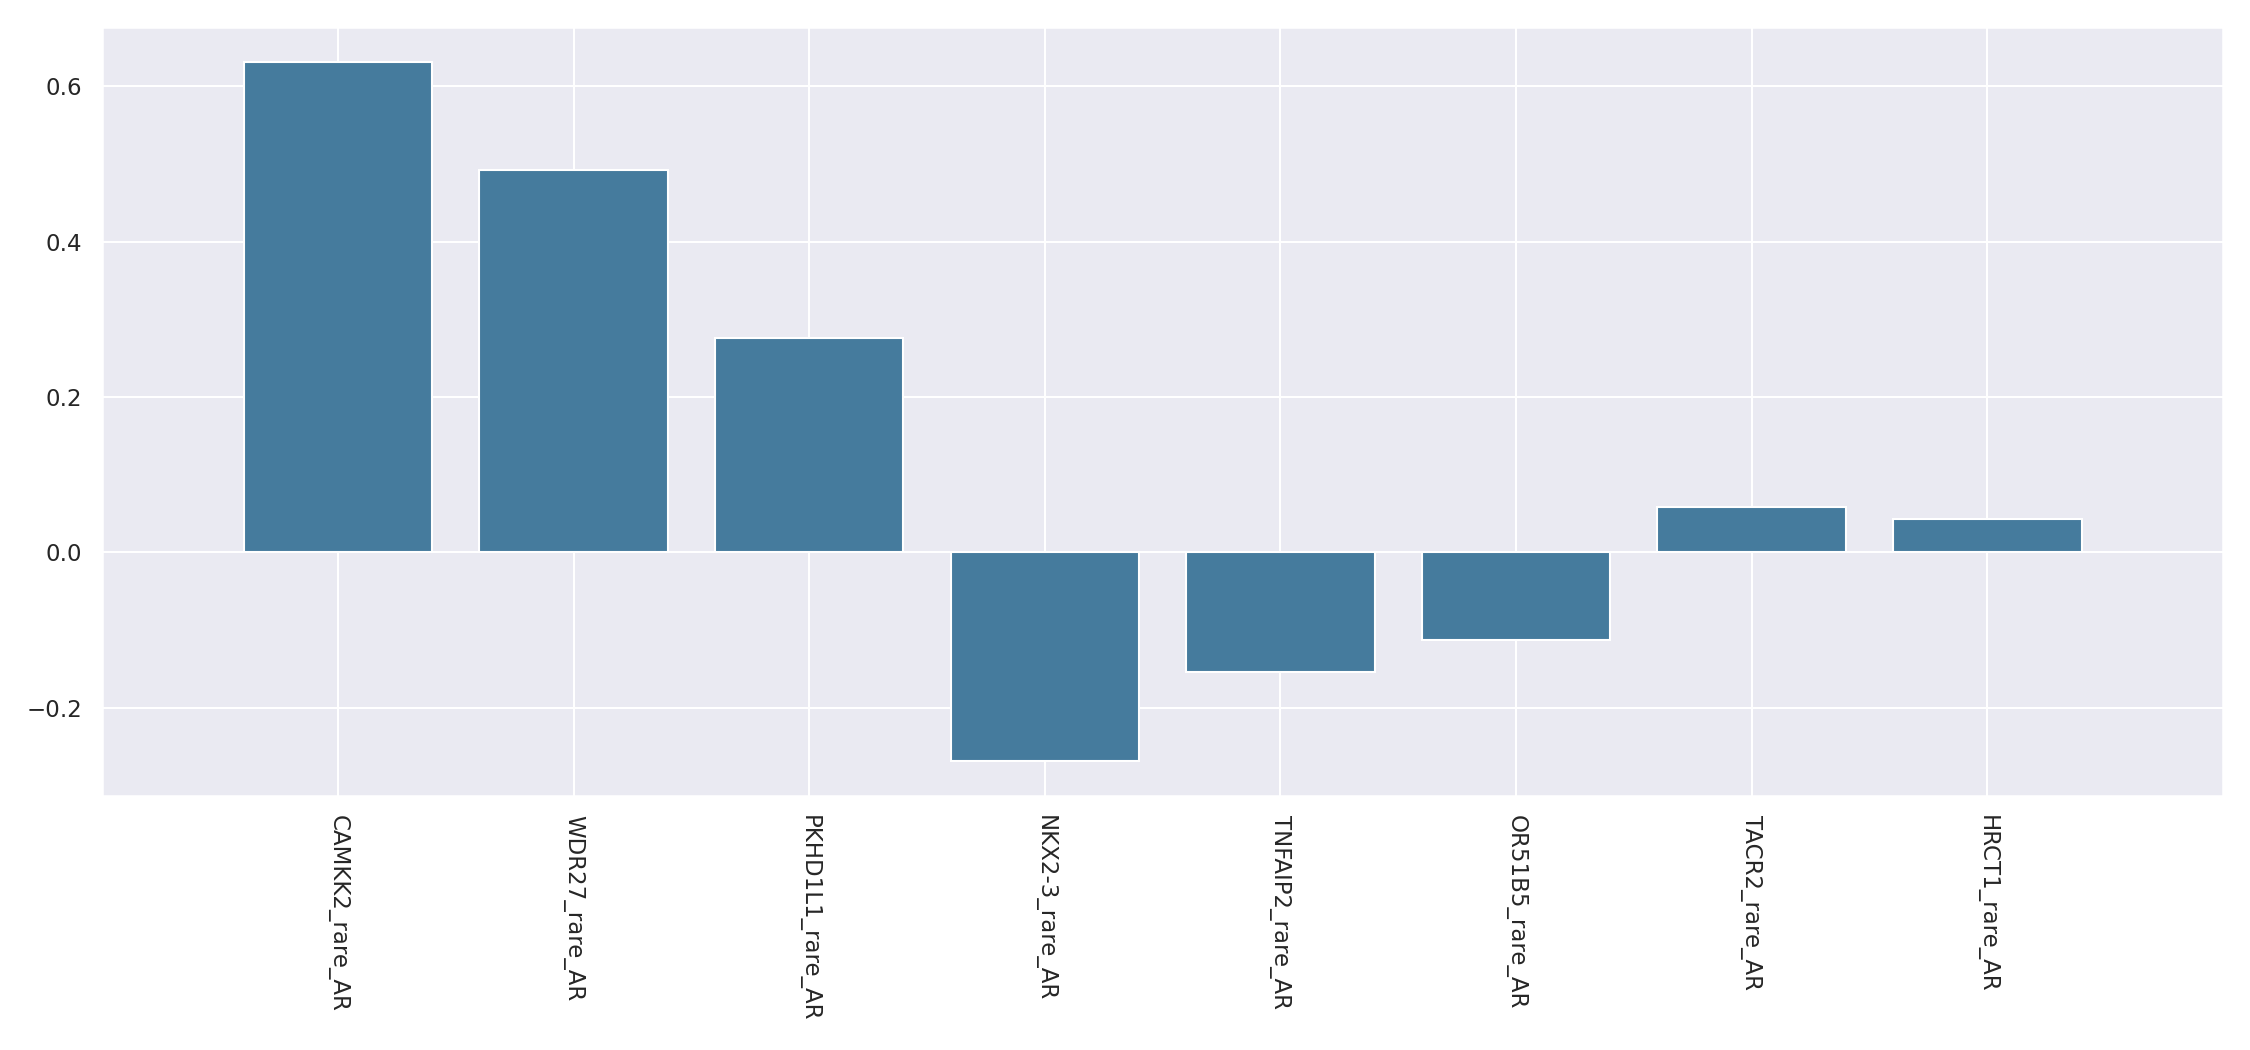 0.6
0.4
0.2
0.0
−0.2
CAMKK2_rare_AR
WDR27_rare_AR
PKHD1L1_rare_AR
NKX2-3_rare_AR
TNFAIP2_rare_AR
OR51B5_rare_AR
TACR2_rare_AR
HRCT1_rare_AR